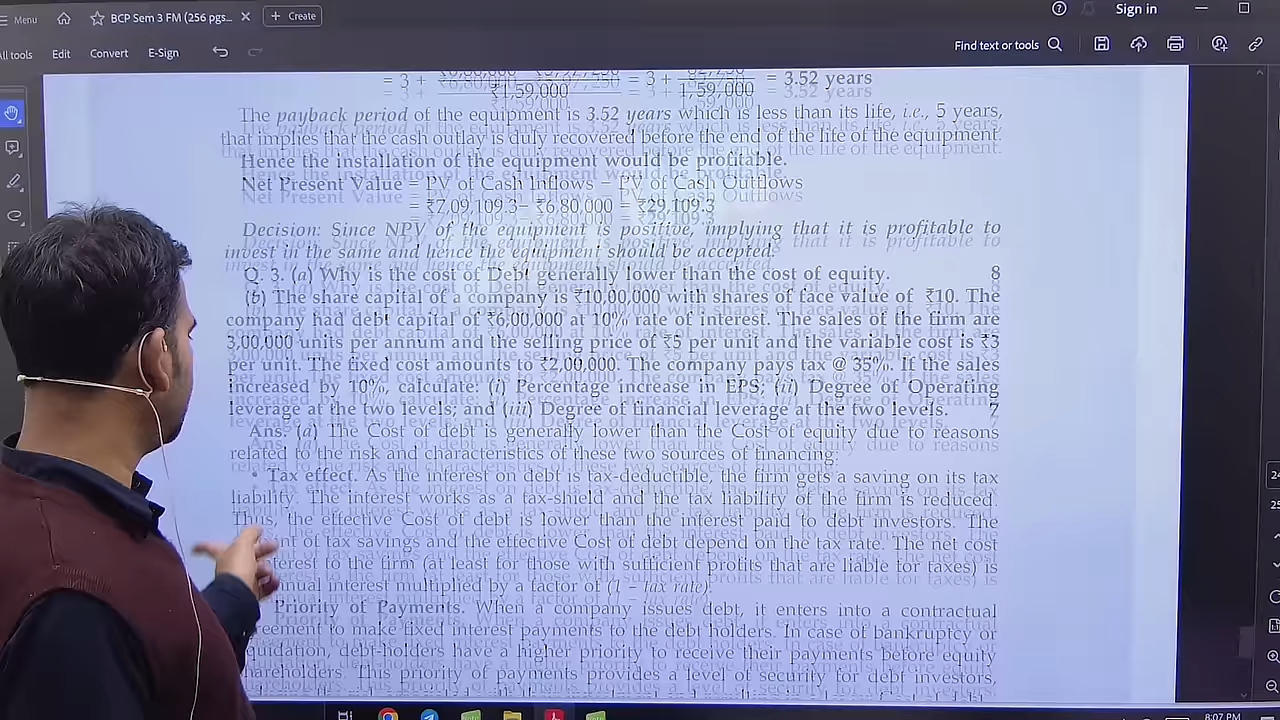 Menu
BCP Sem 3 FM (256 pgs... ×
+ Create
Sign in
All tools Edit Convert E-Sign
Find text or tools
= 3 + ₹1,59,000 = 3 + 1,59,000 = 3.52 years
The payback period of the equipment is 3.52 years which is less than its life, i.e., 5 years,
that implies that the cash outlay is duly recovered before the end of the life of the equipment.
Hence the installation of the equipment would be profitable.
Net Present Value = PV of Cash Inflows – PV of Cash Outflows
= ₹7,09,109.3– ₹6,80,000 = ₹29,109.3
Decision: Since NPV of the equipment is positive, implying that it is profitable to
invest in the same and hence the equipment should be accepted.
Q. 3. (a) Why is the cost of Debt generally lower than the cost of equity. 8
(b) The share capital of a company is ₹10,00,000 with shares of face value of ₹10. The
company had debt capital of ₹6,00,000 at 10% rate of interest. The sales of the firm are
3,00,000 units per annum and the selling price of ₹5 per unit and the variable cost is ₹3
per unit. The fixed cost amounts to ₹2,00,000. The company pays tax @ 35%. If the sales
increased by 10%, calculate: (i) Percentage increase in EPS; (ii) Degree of Operating
leverage at the two levels; and (iii) Degree of financial leverage at the two levels. 7
Ans. (a) The Cost of debt is generally lower than the Cost of equity due to reasons
related to the risk and characteristics of these two sources of financing:
• Tax effect. As the interest on debt is tax-deductible, the firm gets a saving on its tax
liability. The interest works as a tax-shield and the tax liability of the firm is reduced.
Thus, the effective Cost of debt is lower than the interest paid to debt investors. The
of tax savings and the effective Cost of debt depend on the tax rate. The net cost
to the firm (at least for those with sufficient profits that are liable for taxes) is
interest multiplied by a factor of (1 – tax rate).
Priority of Payments. When a company issues debt, it enters into a contractual
to make fixed interest payments to the debt holders. In case of bankruptcy or
debt-holders have a higher priority to receive their payments before equity
This priority of payments provides a level of security for debt investors,
8:07 PM